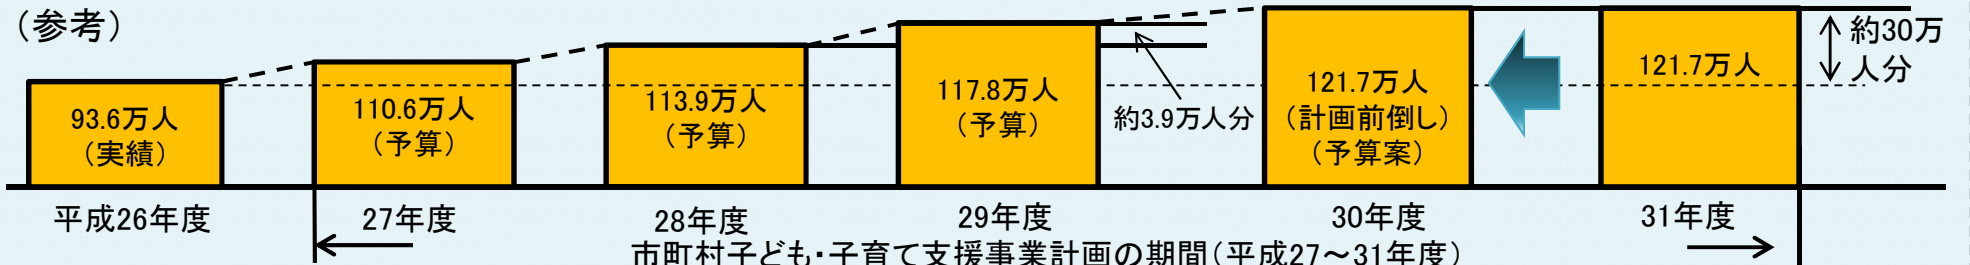 （参考）
93.6万人
（実績）
110.6万人
（予算）
113.9万人
（予算）
117.8万人
（予算）
約3.9万人分
121.7万人
（計画前倒し）
（予算案）
121.7万人
約30万
人分
平成26年度
27年度
28年度
29年度
30年度
31年度
市町村子ども・子育て支援事業計画の期間（平成27～31年度）